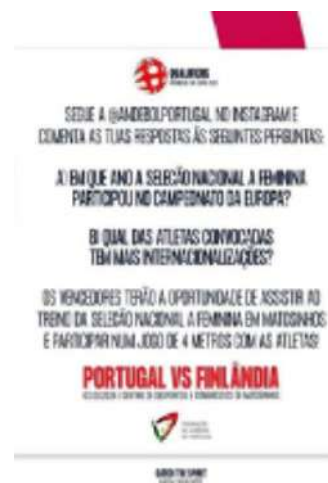 SEGUE A @ANDEBOLPORTUGAL NO INSTAGRAM E
COMENTA AS TUAS RESPOSTAS ÀS SEGUINTES PERGUNTAS:
A) EM QUE ANO A SELEÇÃO NACIONAL A FEMININA
PARTICIPOU NO CAMPEONATO DA EUROPA?
B) QUAL DAS ATLETAS CONVOCADAS
TEM MAIS INTERNACIONALIZAÇÕES?
OS VENCEDORES TERÃO A OPORTUNIDADE DE ASSISTIR AO
TREINO DA SELEÇÃO NACIONAL A FEMININA EM MATOSINHOS
E PARTICIPAR NUM JOGO DE 4 METROS COM AS ATLETAS!
PORTUGAL VS FINLÂNDIA